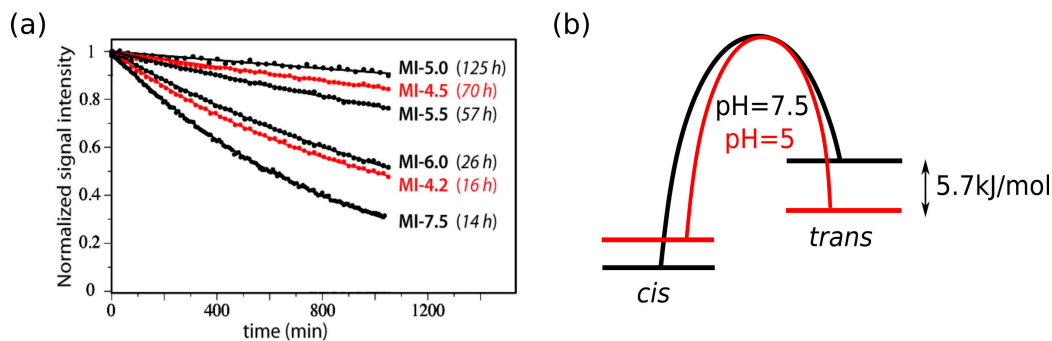 (a)
Normalized signal intensity
1
0.8
0.6
0.4
0.2
0
0
400
800
1200
time (min)
MI-5.0 (125 h)
MI-4.5 (70 h)
MI-5.5 (57 h)
MI-6.0 (26 h)
MI-4.2 (16 h)
MI-7.5 (14 h)
(b)
pH=7.5
pH=5
5.7kJ/mol
trans
cis